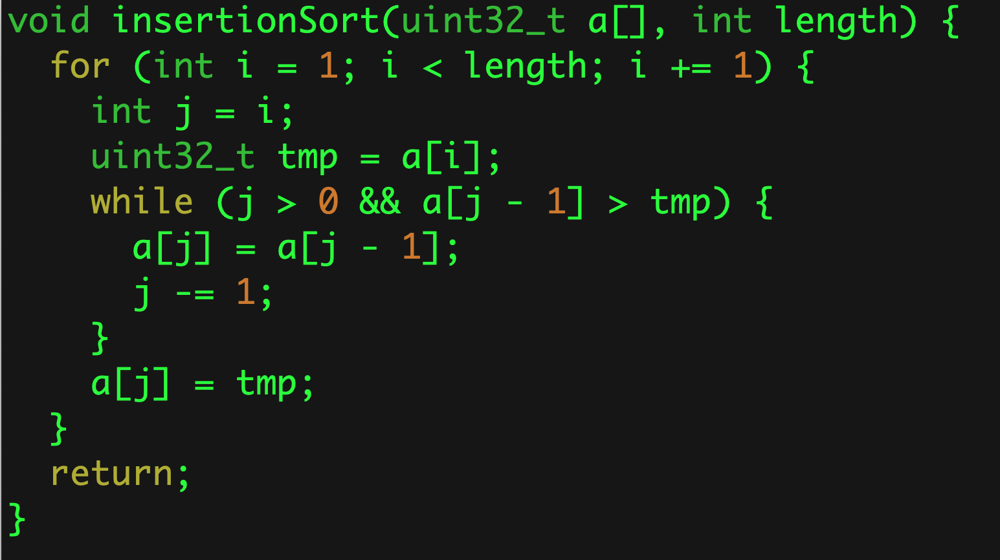 void insertionSort(uint32_t a[], int length) {
  for (int i = 1; i < length; i += 1) {
    int j = i;
    uint32_t tmp = a[i];
    while (j > 0 && a[j - 1] > tmp) {
      a[j] = a[j - 1];
      j -= 1;
    }
    a[j] = tmp;
  }
  return;
}